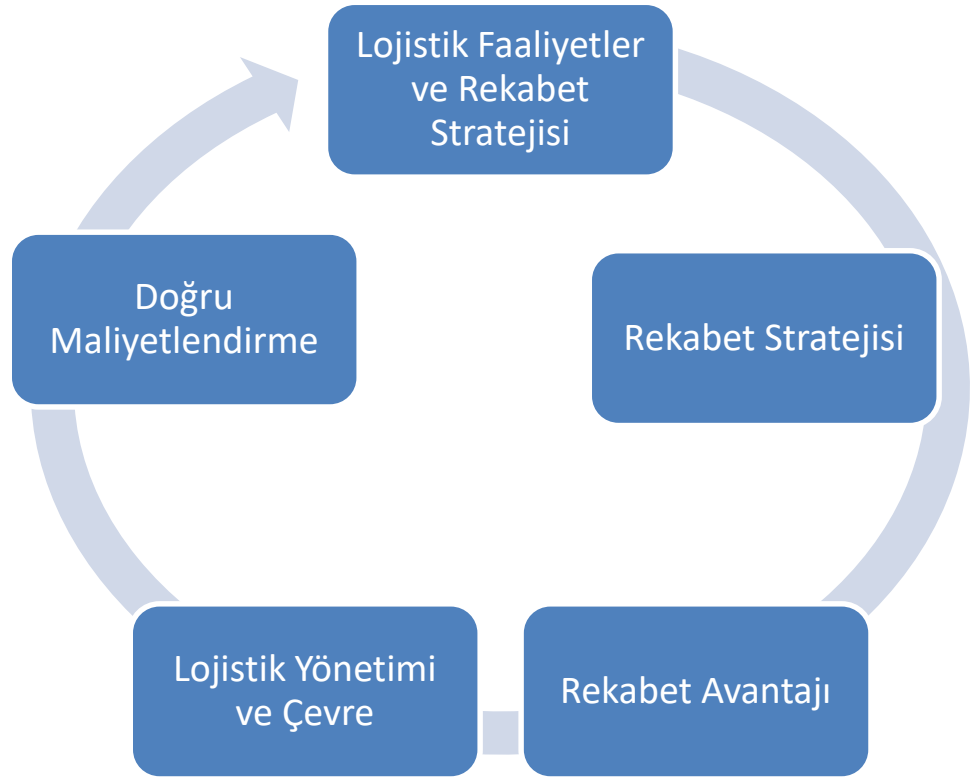 Lojistik Faaliyetler
ve Rekabet
Stratejisi
Rekabet Stratejisi
Rekabet Avantajı
Lojistik Yönetimi
ve Çevre
Doğru
Maliyetlendirme